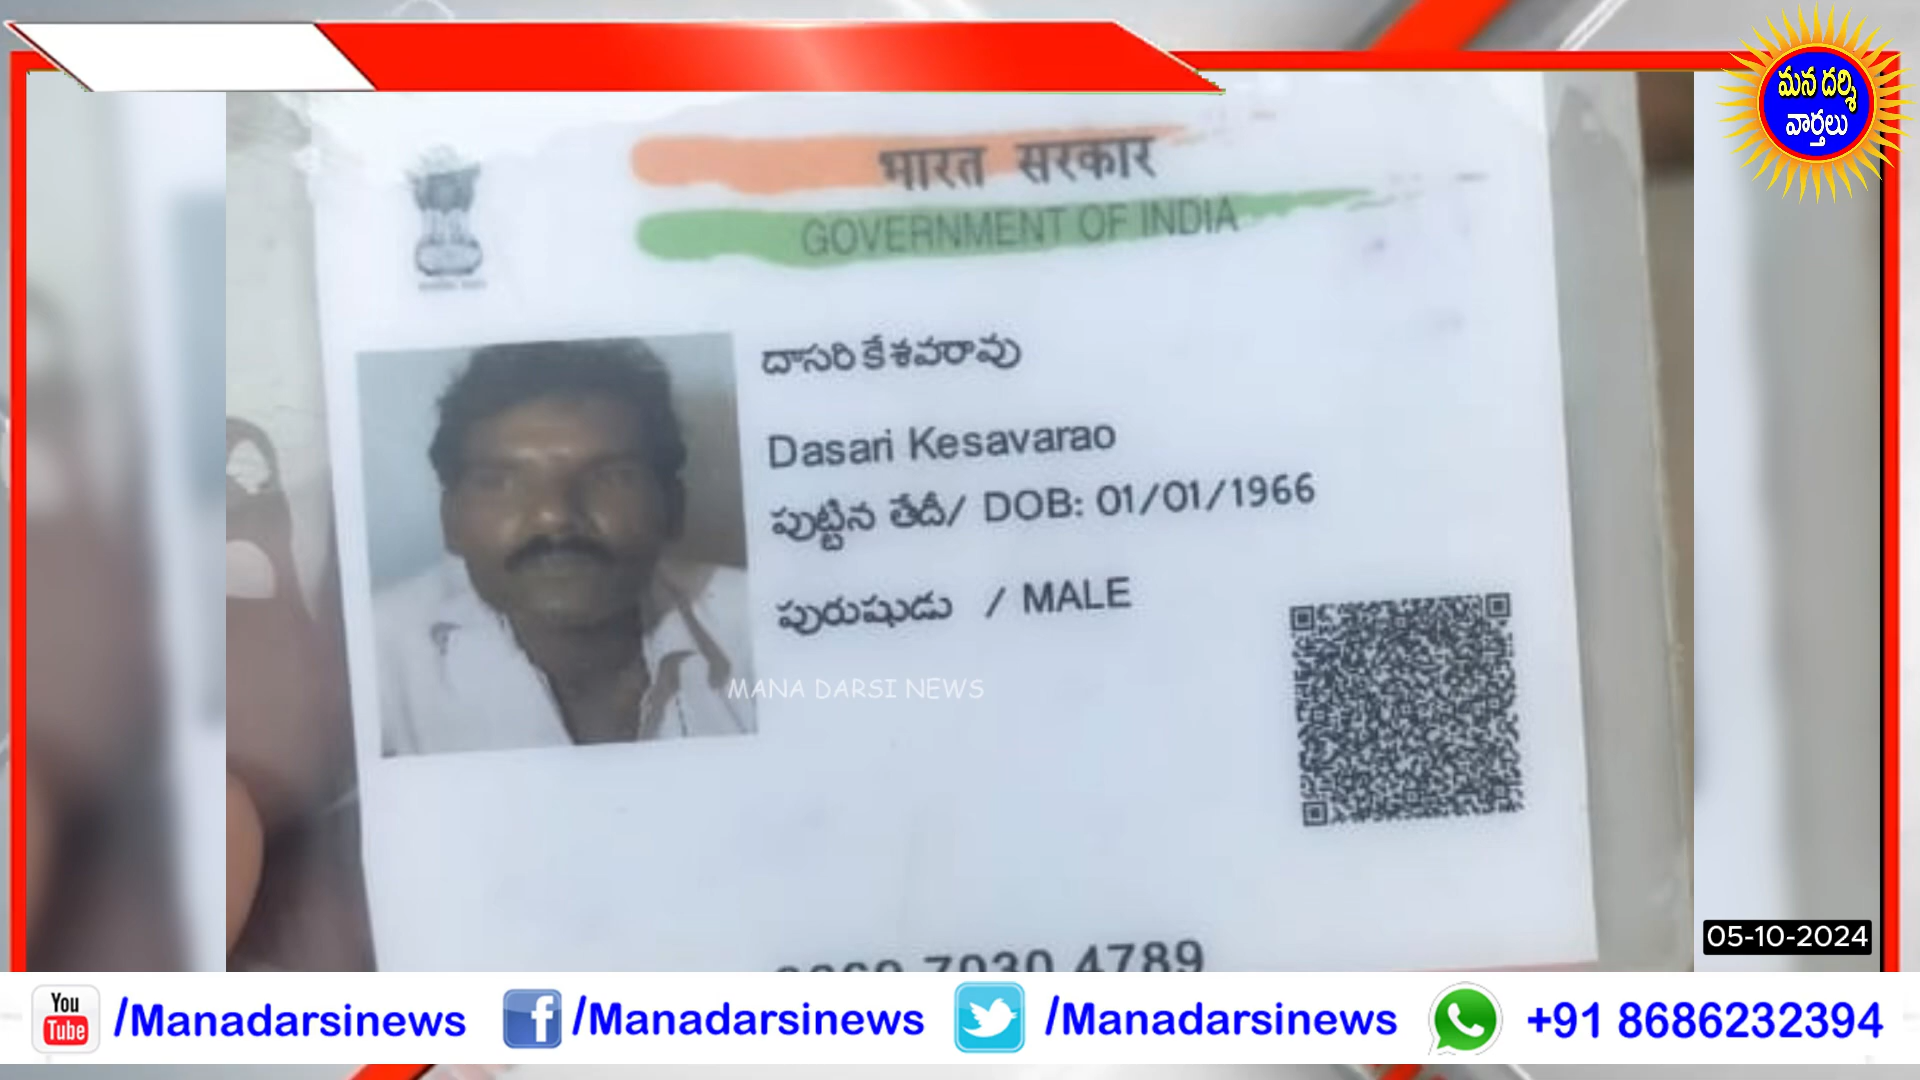 మన దర్శి
వార్తలు
भारत सरकार
GOVERNMENT OF INDIA
దాసరి కేశవరావు
Dasari Kesavarao
పుట్టిన తేదీ/ DOB: 01/01/1966
పురుషుడు / MALE
MANA DARSI NEWS
4789
05-10-2024
You Tube /Manadarsinews
f /Manadarsinews
/Manadarsinews
+91 8686232394